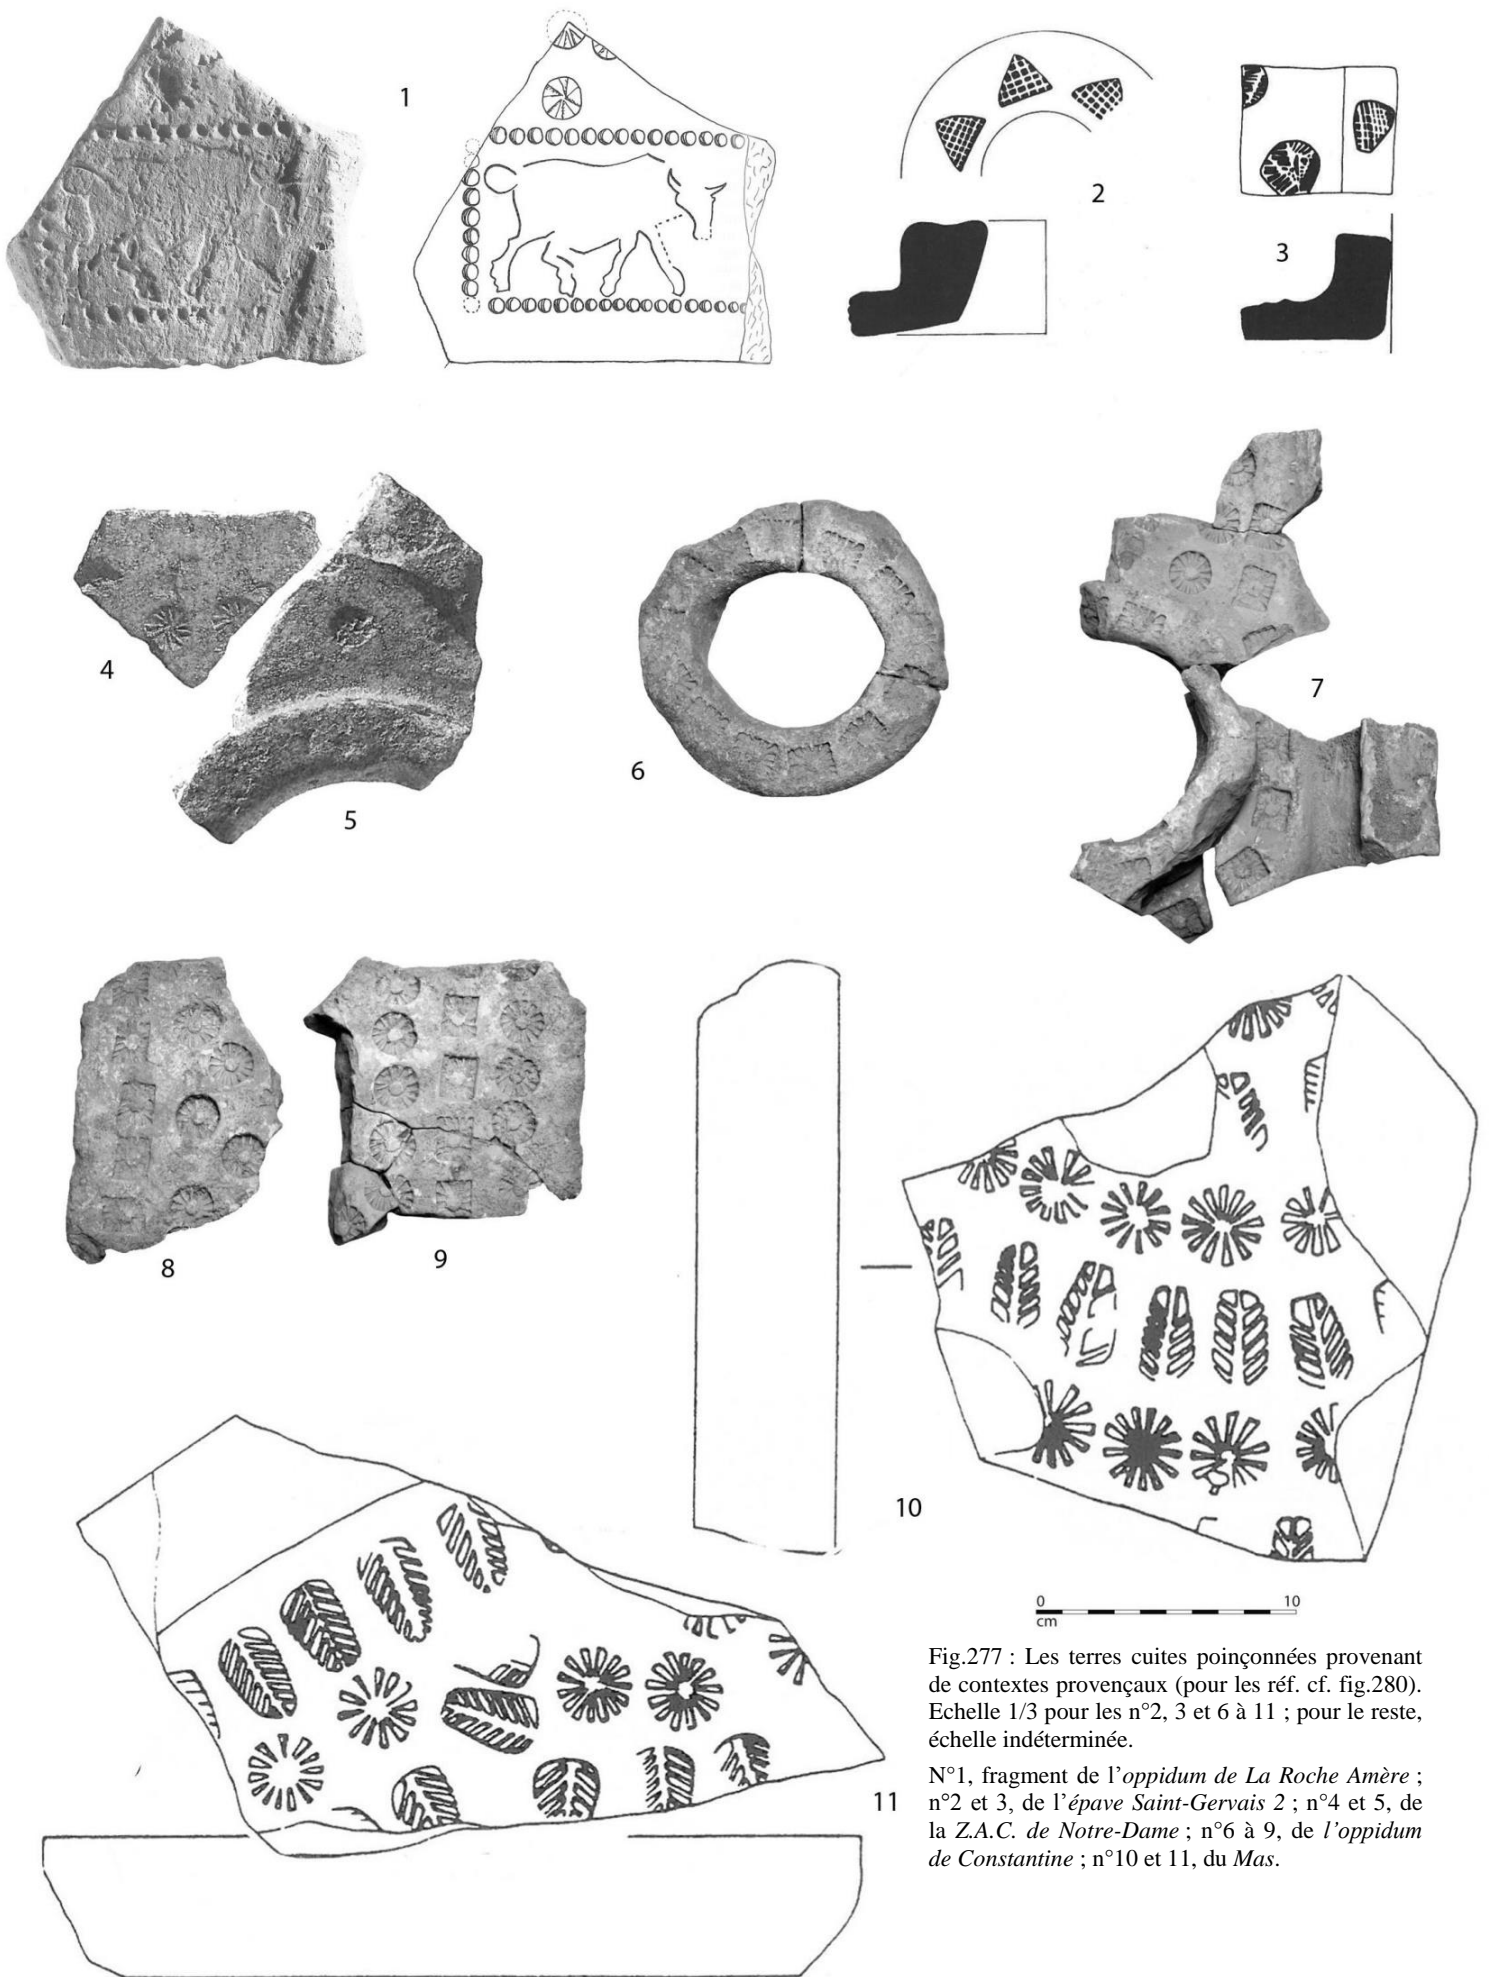 1
2
3
4
5
6
7
8
9
10
11
0 10
cm
Fig.277 : Les terres cuites poinçonnées provenant
de contextes provençaux (pour les réf. cf. fig.280).
Echelle 1/3 pour les n°2, 3 et 6 à 11 ; pour le reste,
échelle indéterminée.
N°1, fragment de l'oppidum de La Roche Amère ;
n°2 et 3, de l'épave Saint-Gervais 2 ; n°4 et 5, de
la Z.A.C. de Notre-Dame ; n°6 à 9, de l'oppidum
de Constantine ; n°10 et 11, du Mas.